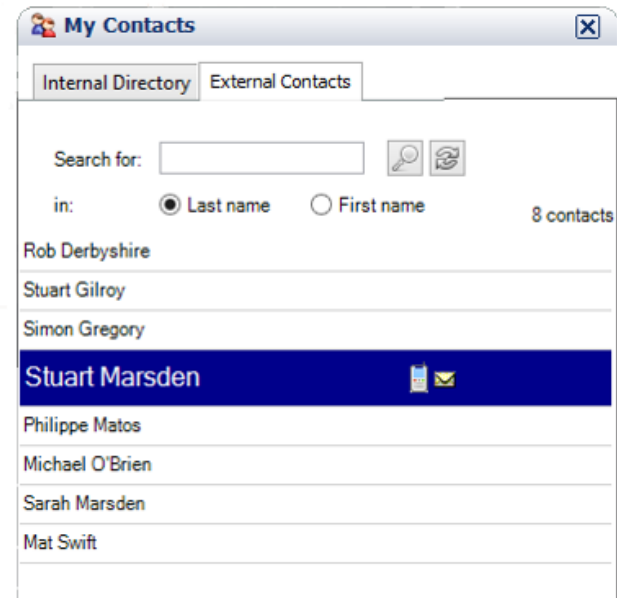 My Contacts
Internal Directory External Contacts
Search for:
in: Last name First name
8 contacts
Rob Derbyshire
Stuart Gilroy
Simon Gregory
Stuart Marsden
Philippe Matos
Michael O'Brien
Sarah Marsden
Mat Swift